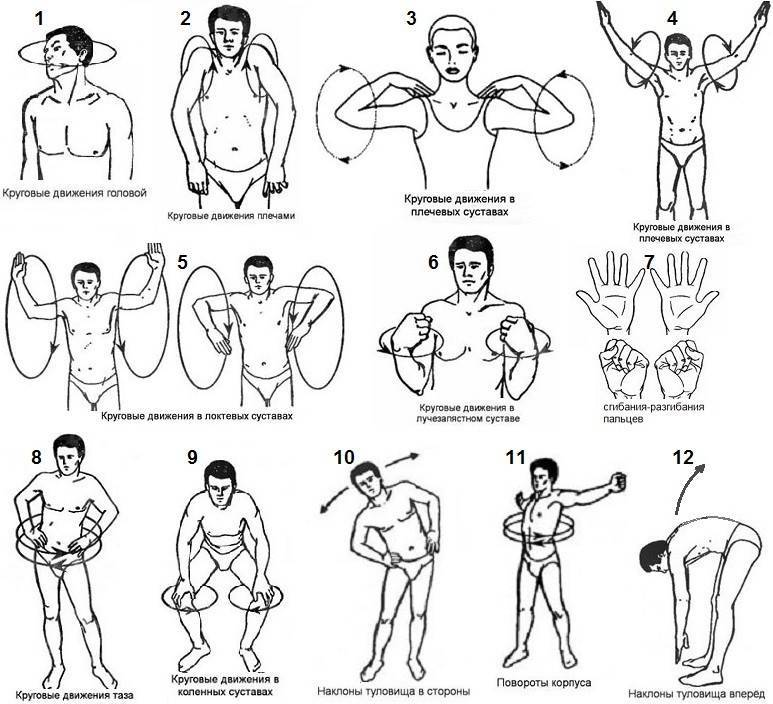 1
Круговые движения головой
2
Круговые движения плечами
3
Круговые движения в
плечевых суставах
4
Круговые движения в
плечевых суставах
5
Круговые движения в локтевых суставах
6
Круговые движения в
лучезапястном суставе
7
сгибания-разгибания
пальцев
8
Круговые движения таза
9
Круговые движения в
коленных суставах
10
Наклоны туловища в стороны
11
Повороты корпуса
12
Наклоны туловища вперёд